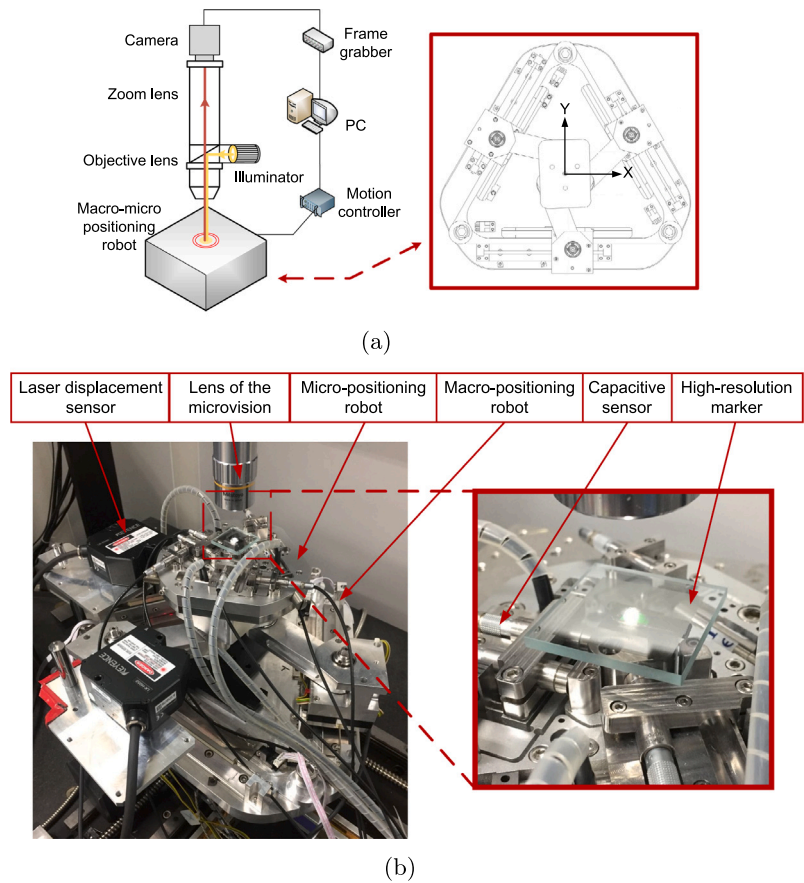 Camera
Frame
grabber
Zoom lens
PC
Objective lens
Illuminator
Motion
controller
Macro-micro
positioning
robot
Y
X
(a)
Laser displacement
sensor
Lens of the
microvision
Micro-positioning
robot
Macro-positioning
robot
Capacitive
sensor
High-resolution
marker
KEYENCE
(b)